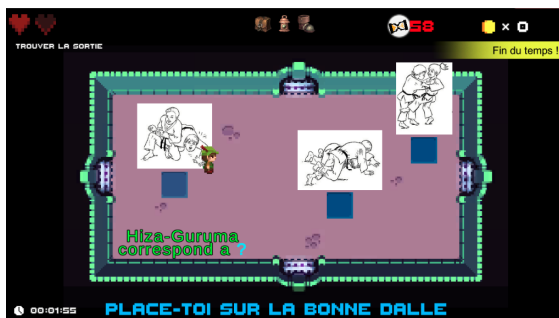 58
× 0
TROUVER LA SORTIE
Fin du temps !
Hiza-Guruma
correspond a ?
00:01:55
PLACE-TOI SUR LA BONNE DALLE